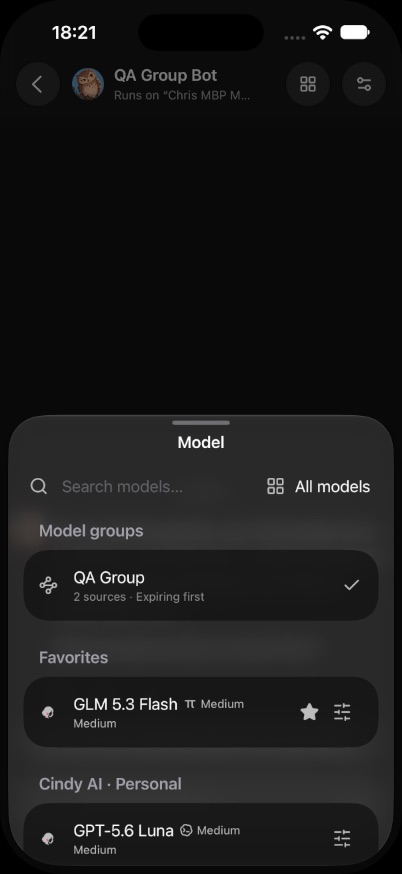 18:21
QA Group Bot
Runs on “Chris MBP M...
Model
Search models...
All models
Model groups
QA Group
2 sources · Expiring first
Favorites
GLM 5.3 Flash π Medium
Medium
Cindy AI · Personal
GPT-5.6 Luna Medium
Medium